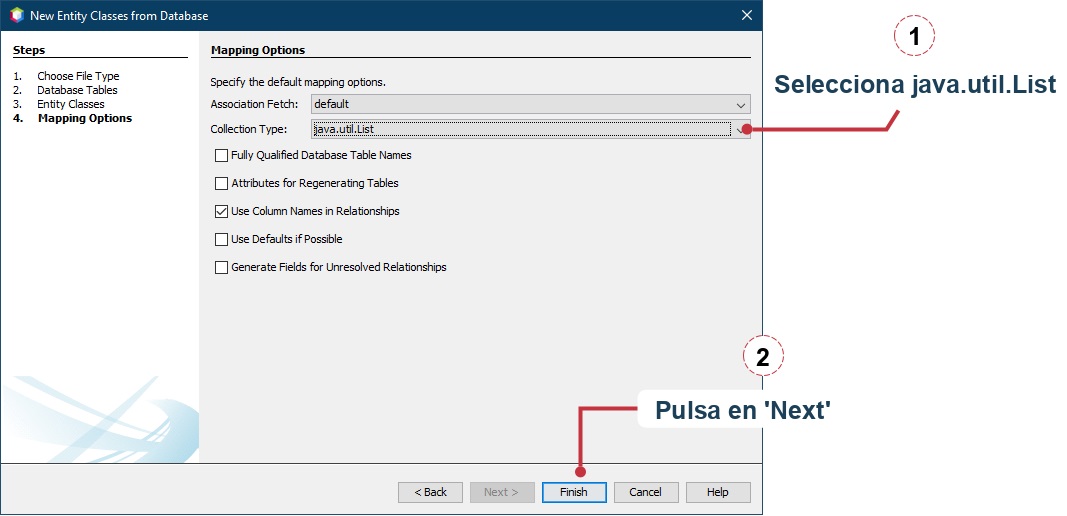 New Entity Classes from Database
Steps
1. Choose File Type
2. Database Tables
3. Entity Classes
4. Mapping Options
Mapping Options
Specify the default mapping options.
Association Fetch: default
Collection Type: java.util.List
Fully Qualified Database Table Names
Attributes for Regenerating Tables
Use Column Names in Relationships
Use Defaults if Possible
Generate Fields for Unresolved Relationships
1
Selecciona java.util.List
2
Pulsa en 'Next'
< Back Next > Finish Cancel Help